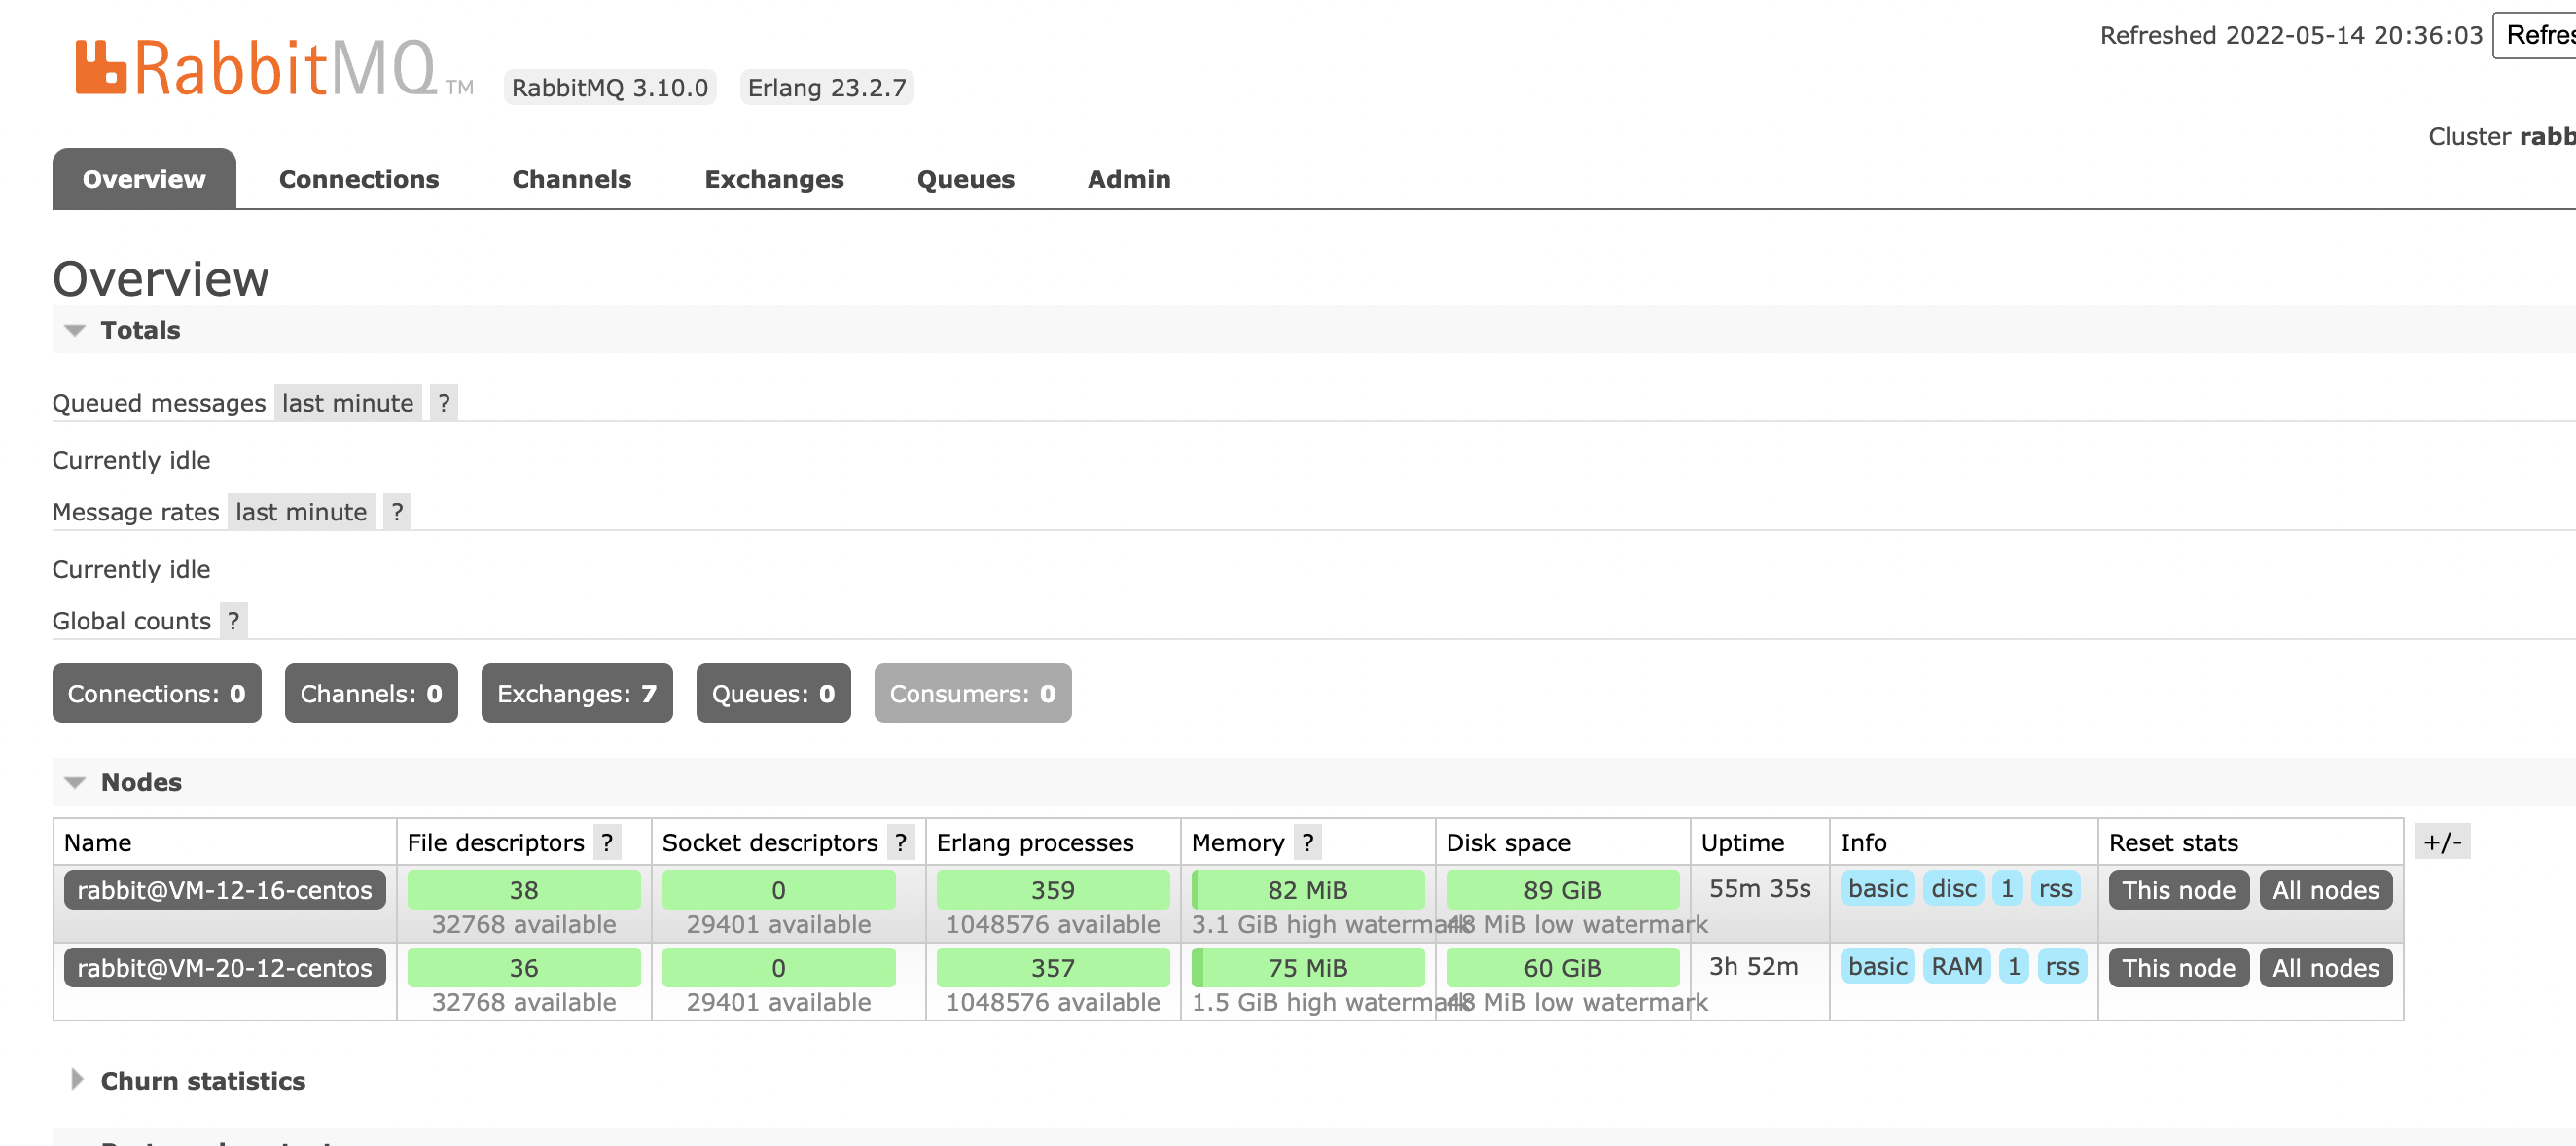 Refreshed 2022-05-14 20:36:03
RabbitMQ TM RabbitMQ 3.10.0 Erlang 23.2.7
Cluster
Overview Connections Channels Exchanges Queues Admin
Overview
Totals
Queued messages last minute ?
Currently idle
Message rates last minute ?
Currently idle
Global counts ?
Connections: 0 Channels: 0 Exchanges: 7 Queues: 0 Consumers: 0
Nodes
Name File descriptors ? Socket descriptors ? Erlang processes Memory ? Disk space Uptime Info Reset stats +/-
rabbit@VM-12-16-centos 38 0 359 82 MiB 89 GiB 55m 35s basic disc 1 rss This node All nodes
32768 available 29401 available 1048576 available 3.1 GiB high watermark 48 MiB low watermark
rabbit@VM-20-12-centos 36 0 357 75 MiB 60 GiB 3h 52m basic RAM 1 rss This node All nodes
32768 available 29401 available 1048576 available 1.5 GiB high watermark 48 MiB low watermark
Churn statistics